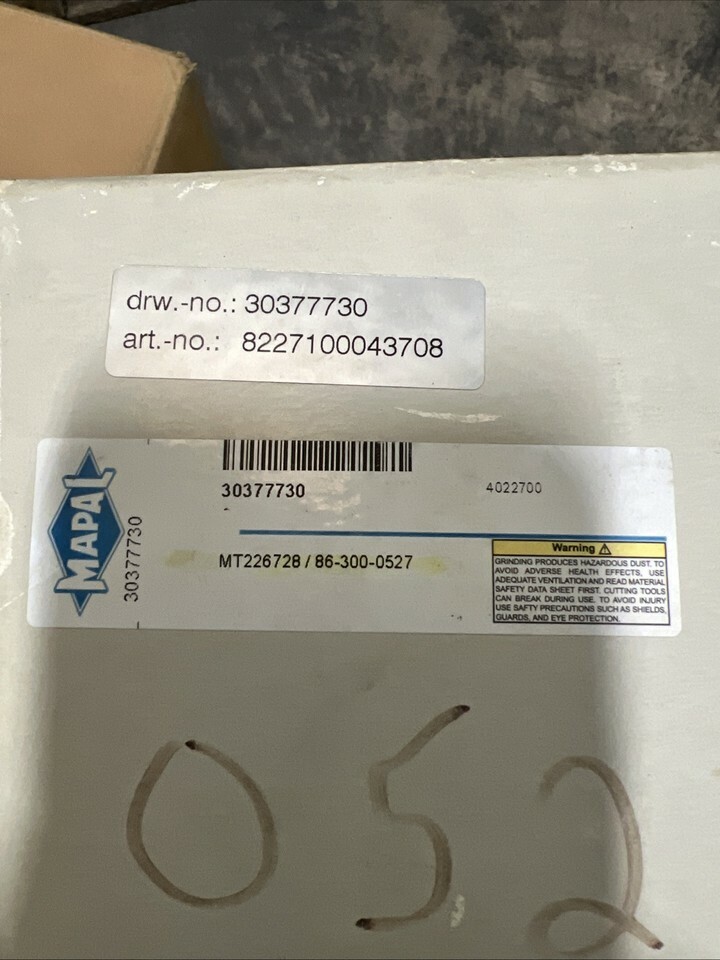 drw.-no.: 30377730
art.-no.: 8227100043708
MAPAL
30377730
30377730
4022700
MT226728 / 86-300-0527
Warning
GRINDING PRODUCES HAZARDOUS DUST. TO
AVOID ADVERSE HEALTH EFFECTS, USE
ADEQUATE VENTILATION AND READ MATERIAL
SAFETY DATA SHEET FIRST. CUTTING TOOLS
CAN BREAK DURING USE. TO AVOID INJURY
USE SAFTY PRECAUTIONS SUCH AS SHIELDS,
GUARDS, AND EYE PROTECTION.
052